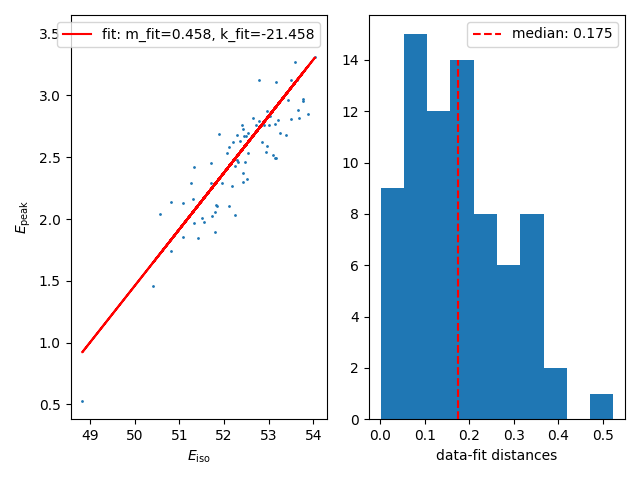 fit: m_fit=0.458, k_fit=-21.458
3.5
3.0
2.5
2.0
1.5
1.0
0.5
E_peak
49 50 51 52 53 54
E_iso
median: 0.175
14
12
10
8
6
4
2
0
0.0 0.1 0.2 0.3 0.4 0.5
data-fit distances